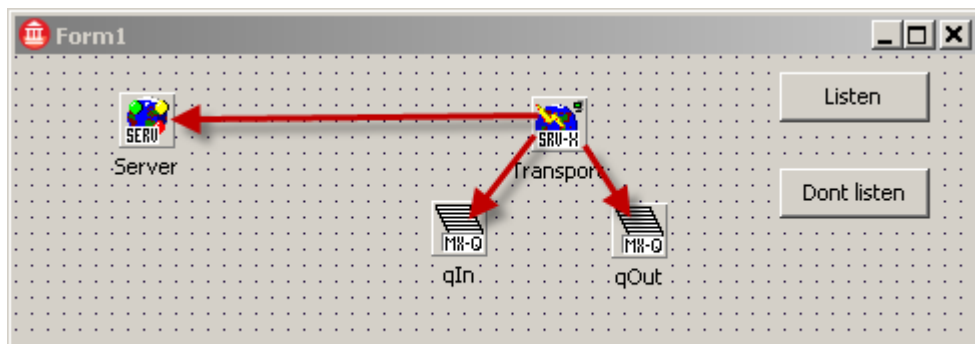 Form1
Listen
SERV
SRV-X
Server
Transport
Dont listen
MX-Q
MX-Q
qIn
qOut